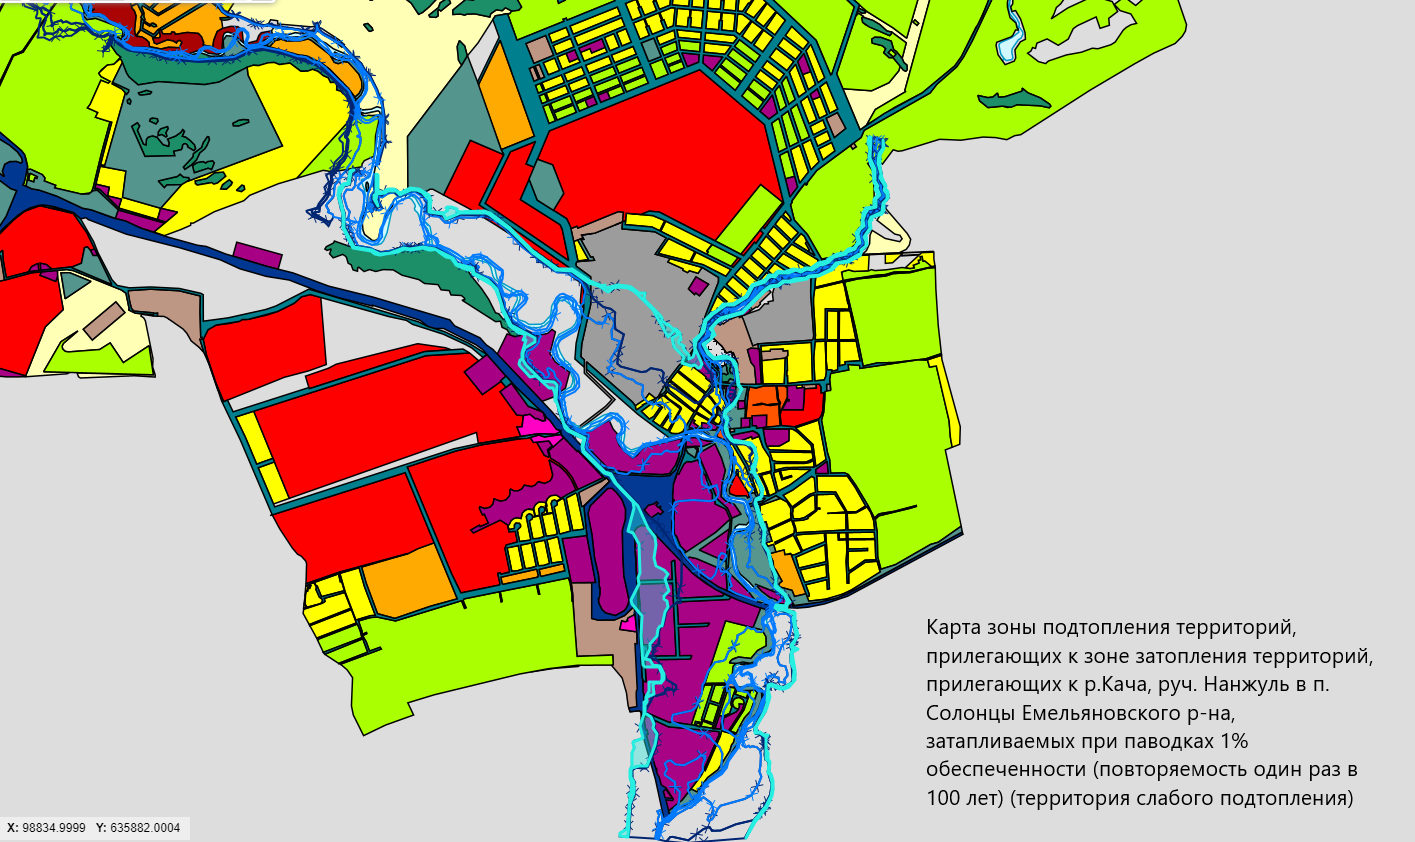 Карта зоны подтопления территорий,
прилегающих к зоне затопления территорий,
прилегающих к р.Кача, руч. Нанжуль в п.
Солонцы Емельяновского р-на,
затапливаемых при паводках 1%
обеспеченности (повторяемость один раз в
100 лет) (территория слабого подтопления)
X: 98834.9999 Y: 635882.0004